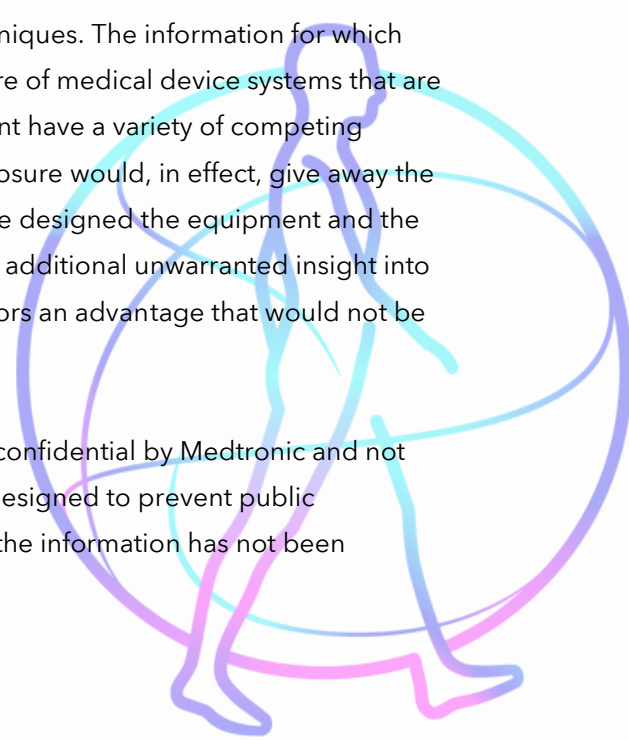 niques. The information for which
re of medical device systems that are
nt have a variety of competing
osure would, in effect, give away the
e designed the equipment and the
additional unwarranted insight into
ors an advantage that would not be
confidential by Medtronic and not
esigned to prevent public
the information has not been